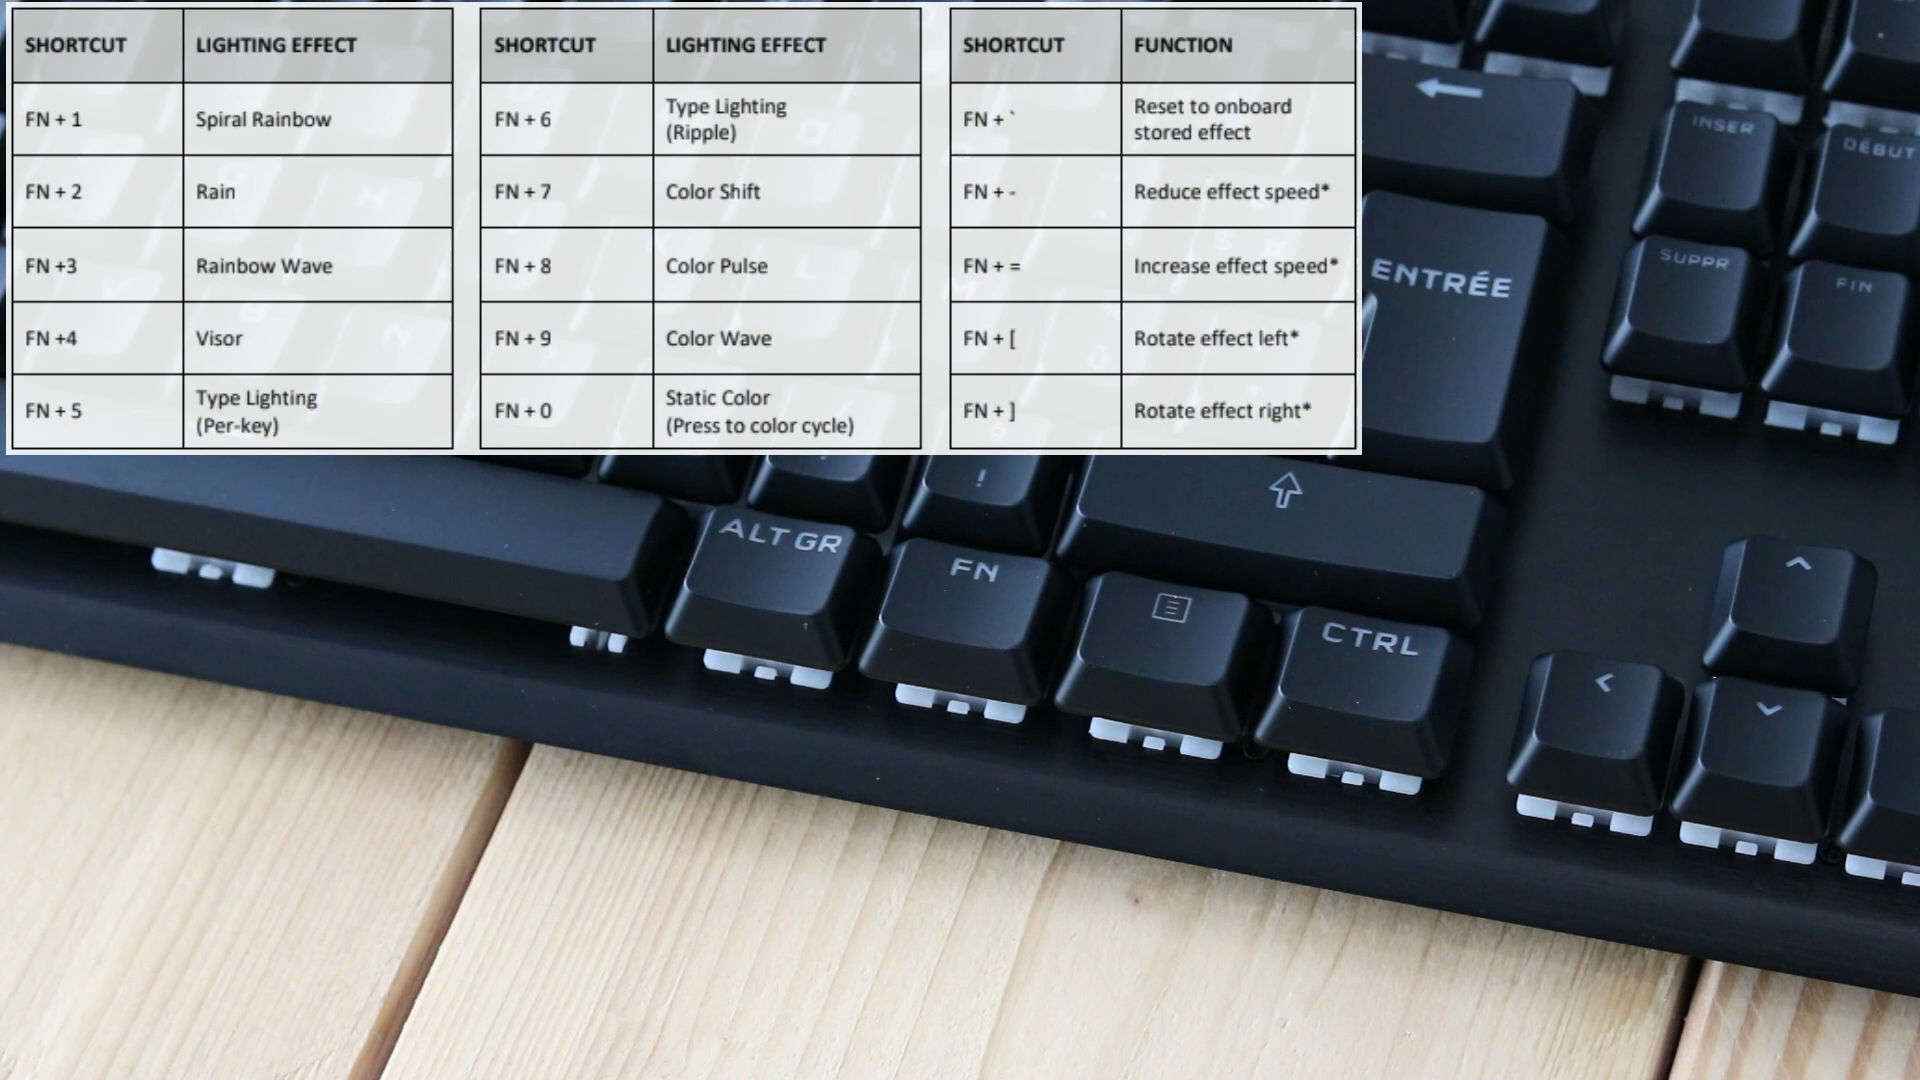 SHORTCUT LIGHTING EFFECT
FN + 1 Spiral Rainbow
FN + 2 Rain
FN +3 Rainbow Wave
FN +4 Visor
FN + 5 Type Lighting
(Per-key)
SHORTCUT LIGHTING EFFECT
FN + 6 Type Lighting
(Ripple)
FN + 7 Color Shift
FN + 8 Color Pulse
FN + 9 Color Wave
FN + 0 Static Color
(Press to color cycle)
SHORTCUT FUNCTION
FN + ` Reset to onboard
stored effect
FN + - Reduce effect speed*
FN + = Increase effect speed*
FN + [ Rotate effect left*
FN + ] Rotate effect right*
INSER
DÉBUT
ENTRÉE
SUPPR
FIN
!
ALT GR
FN
CTRL